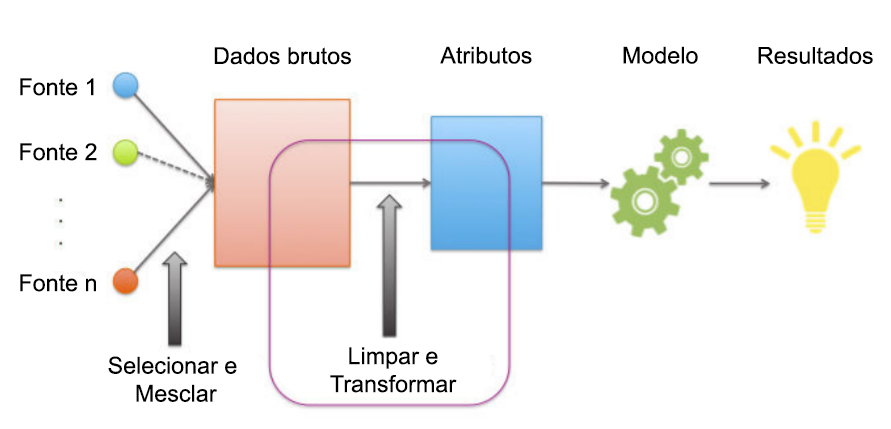 Dados brutos
Atributos
Modelo
Resultados
Fonte 1
Fonte 2
Fonte n
Selecionar e
Mesclar
Limpar e
Transformar